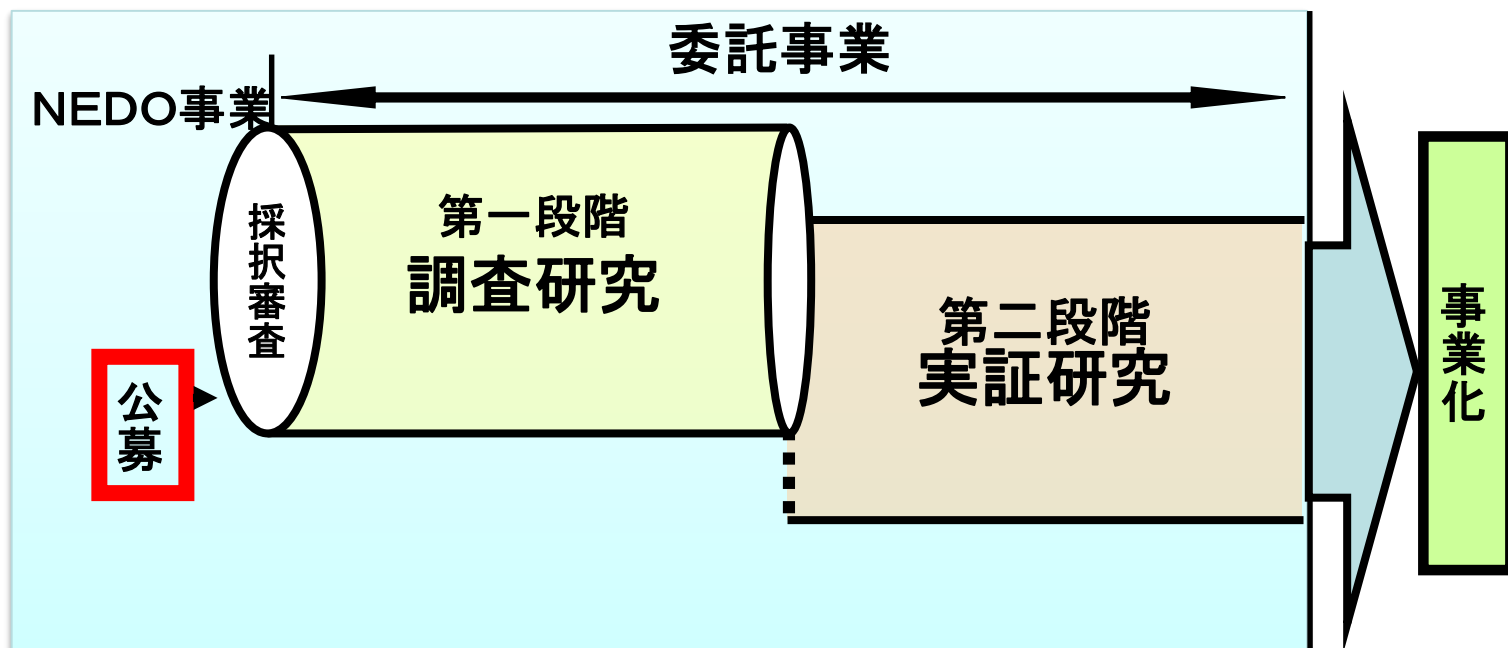 委託事業
NEDO事業
採択審査
第一段階
調査研究
公募
第二段階
実証研究
事業化